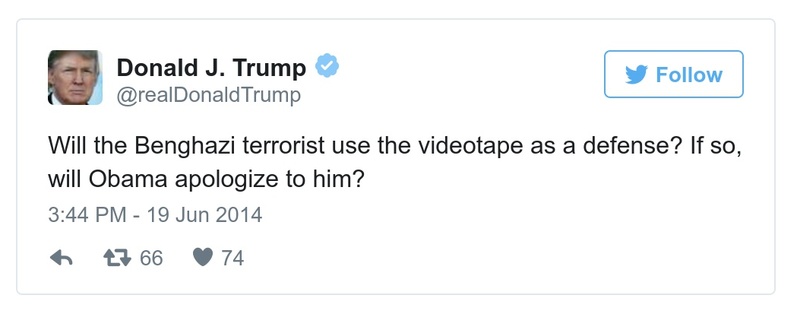 Donald J. Trump
@realDonaldTrump
Follow
Will the Benghazi terrorist use the videotape as a defense? If so,
will Obama apologize to him?
3:44 PM - 19 Jun 2014
66 74